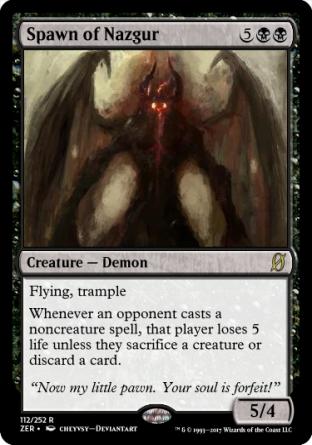 Spawn of Nazgur 5
Creature — Demon
Flying, trample
Whenever an opponent casts a
noncreature spell, that player loses 5
life unless they sacrifice a creature or
discard a card.
“Now my little pawn. Your soul is forfeit!”
5/4
112/252 R
ZER • CHEYVSY—DEVIANTART
™ & © 1993–2017 Wizards of the Coast LLC